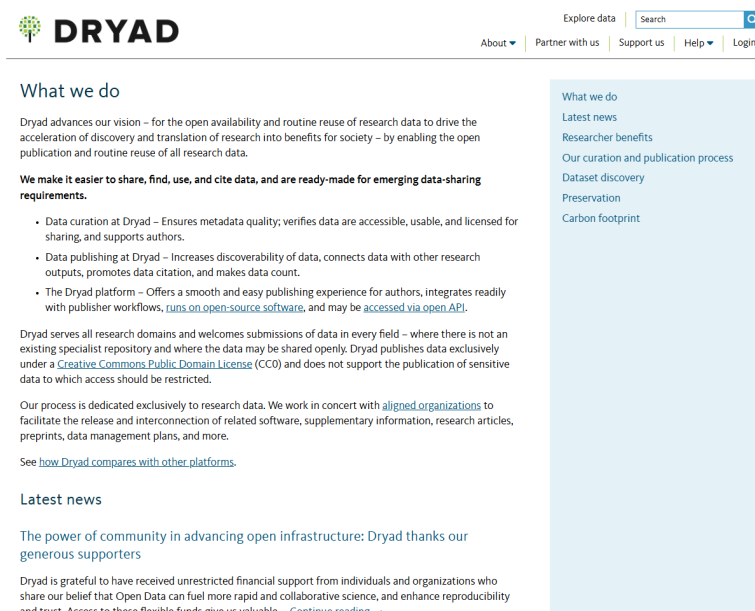 DRYAD
Explore data
Search
About
Partner with us
Support us
Help
Login
What we do
Dryad advances our vision – for the open availability and routine reuse of research data to drive the
acceleration of discovery and translation of research into benefits for society – by enabling the open
publication and routine reuse of all research data.
We make it easier to share, find, use, and cite data, and are ready-made for emerging data-sharing
requirements.
• Data curation at Dryad – Ensures metadata quality; verifies data are accessible, usable, and licensed for
sharing, and supports authors.
• Data publishing at Dryad – Increases discoverability of data, connects data with other research
outputs, promotes data citation, and makes data count.
• The Dryad platform – Offers a smooth and easy publishing experience for authors, integrates readily
with publisher workflows, runs on open-source software, and may be accessed via open API.
Dryad serves all research domains and welcomes submissions of data in every field – where there is not an
existing specialist repository and where the data may be shared openly. Dryad publishes data exclusively
under a Creative Commons Public Domain License (CC0) and does not support the publication of sensitive
data to which access should be restricted.
Our process is dedicated exclusively to research data. We work in concert with aligned organizations to
facilitate the release and interconnection of related software, supplementary information, research articles,
preprints, data management plans, and more.
See how Dryad compares with other platforms.
Latest news
The power of community in advancing open infrastructure: Dryad thanks our
generous supporters
Dryad is grateful to have received unrestricted financial support from individuals and organizations who
share our belief that Open Data can fuel more rapid and collaborative science, and enhance reproducibility
and trust. Access to these flexible funds give us valuable... Continue reading →
What we do
Latest news
Researcher benefits
Our curation and publication process
Dataset discovery
Preservation
Carbon footprint